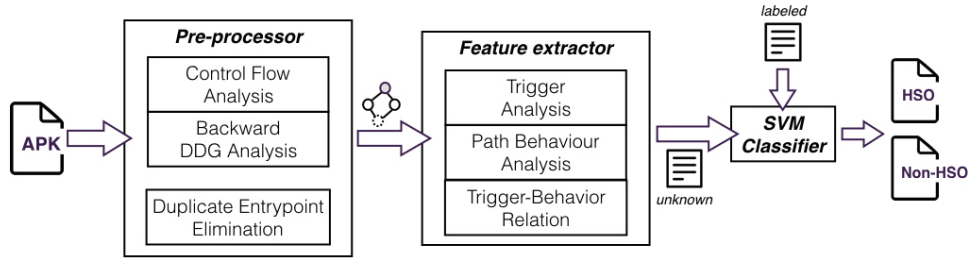 APK
Pre-processor
Control Flow
Analysis
Backward
DDG Analysis
Duplicate Entrypoint
Elimination
Feature extractor
Trigger
Analysis
Path Behaviour
Analysis
Trigger-Behavior
Relation
unknown
labeled
SVM
Classifier
HSO
Non-HSO